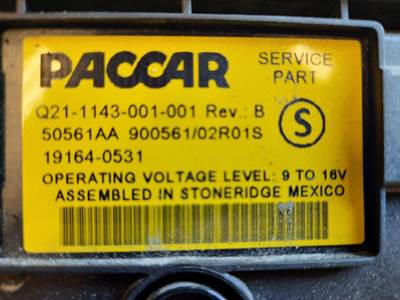 PACCAR
SERVICE
PART
Q21-1143-001-001 Rev.: B
50561AA 900561/02R01S
S
19164-0531
OPERATING VOLTAGE LEVEL: 9 TO 16V
ASSEMBLED IN STONERIDGE MEXICO